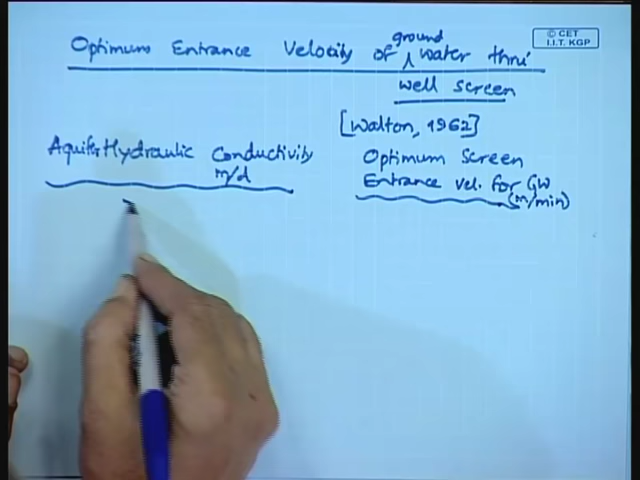 © CET
I.I.T. KGP
Optimum Entrance Velocity of ground water thru'
well screen
[Walton, 1962]
Aquifer Hydraulic Conductivity
m/d
Optimum Screen
Entrance vel. for GW
(m/min)